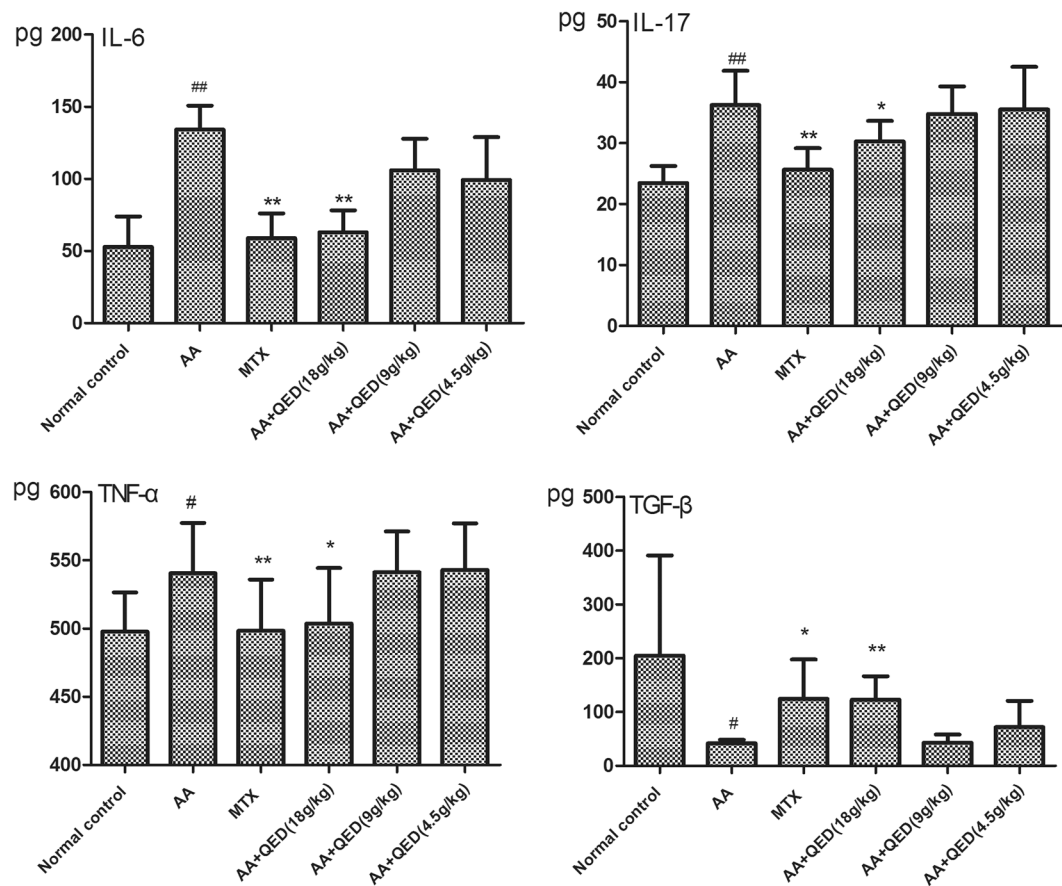 pg IL-6
200
150
100
50
0
##
**
**
Normal control
AA
MTX
AA+QED(18g/kg)
AA+QED(9g/kg)
AA+QED(4.5g/kg)
pg IL-17
50
40
30
20
10
0
##
**
*
Normal control
AA
MTX
AA+QED(18g/kg)
AA+QED(9g/kg)
AA+QED(4.5g/kg)
pg TNF-α
600
550
500
450
400
#
**
*
Normal control
AA
MTX
AA+QED(18g/kg)
AA+QED(9g/kg)
AA+QED(4.5g/kg)
pg TGF-β
500
400
300
200
100
0
#
*
**
Normal control
AA
MTX
AA+QED(18g/kg)
AA+QED(9g/kg)
AA+QED(4.5g/kg)